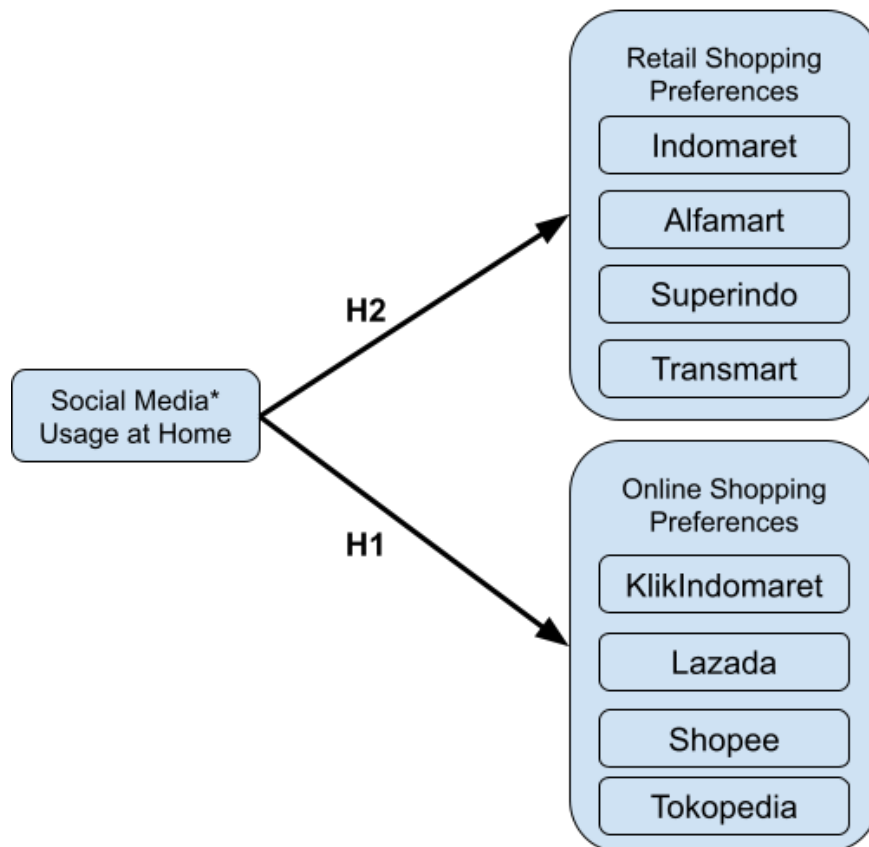 Retail Shopping
Preferences
Indomaret
Alfamart
Superindo
Transmart
H2
Social Media*
Usage at Home
H1
Online Shopping
Preferences
KlikIndomaret
Lazada
Shopee
Tokopedia